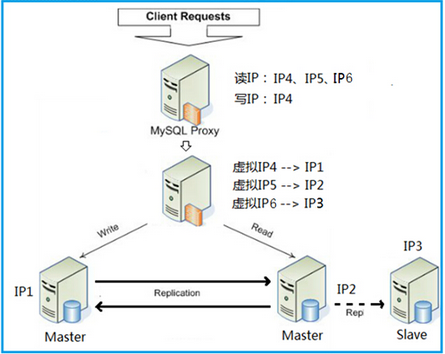 Client Requests
读IP： IP4、IP5、IP6
写IP： IP4
MySQL Proxy
虚拟IP4 --> IP1
虚拟IP5 --> IP2
虚拟IP6 --> IP3
Write
Read
IP3
IP1
Replication
IP2
Rep
Master
Master
Slave